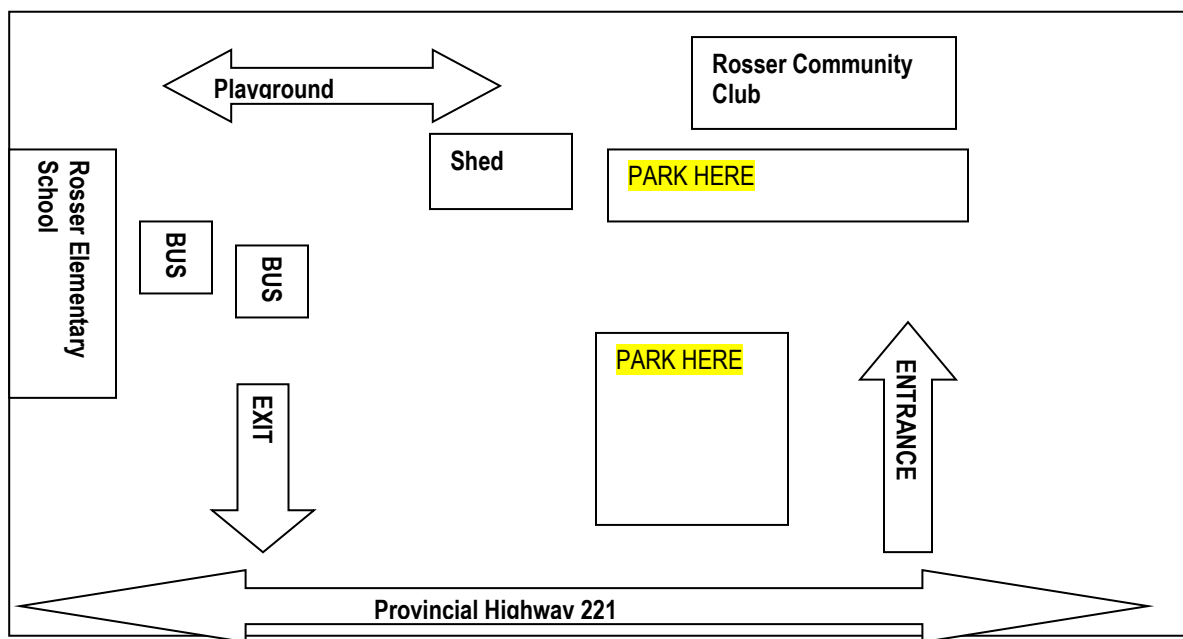 Playground
Rosser Community
Club
Shed
PARK HERE
Rosser Elementary
School
BUS
BUS
PARK HERE
EXIT
ENTRANCE
Provincial Highway 221